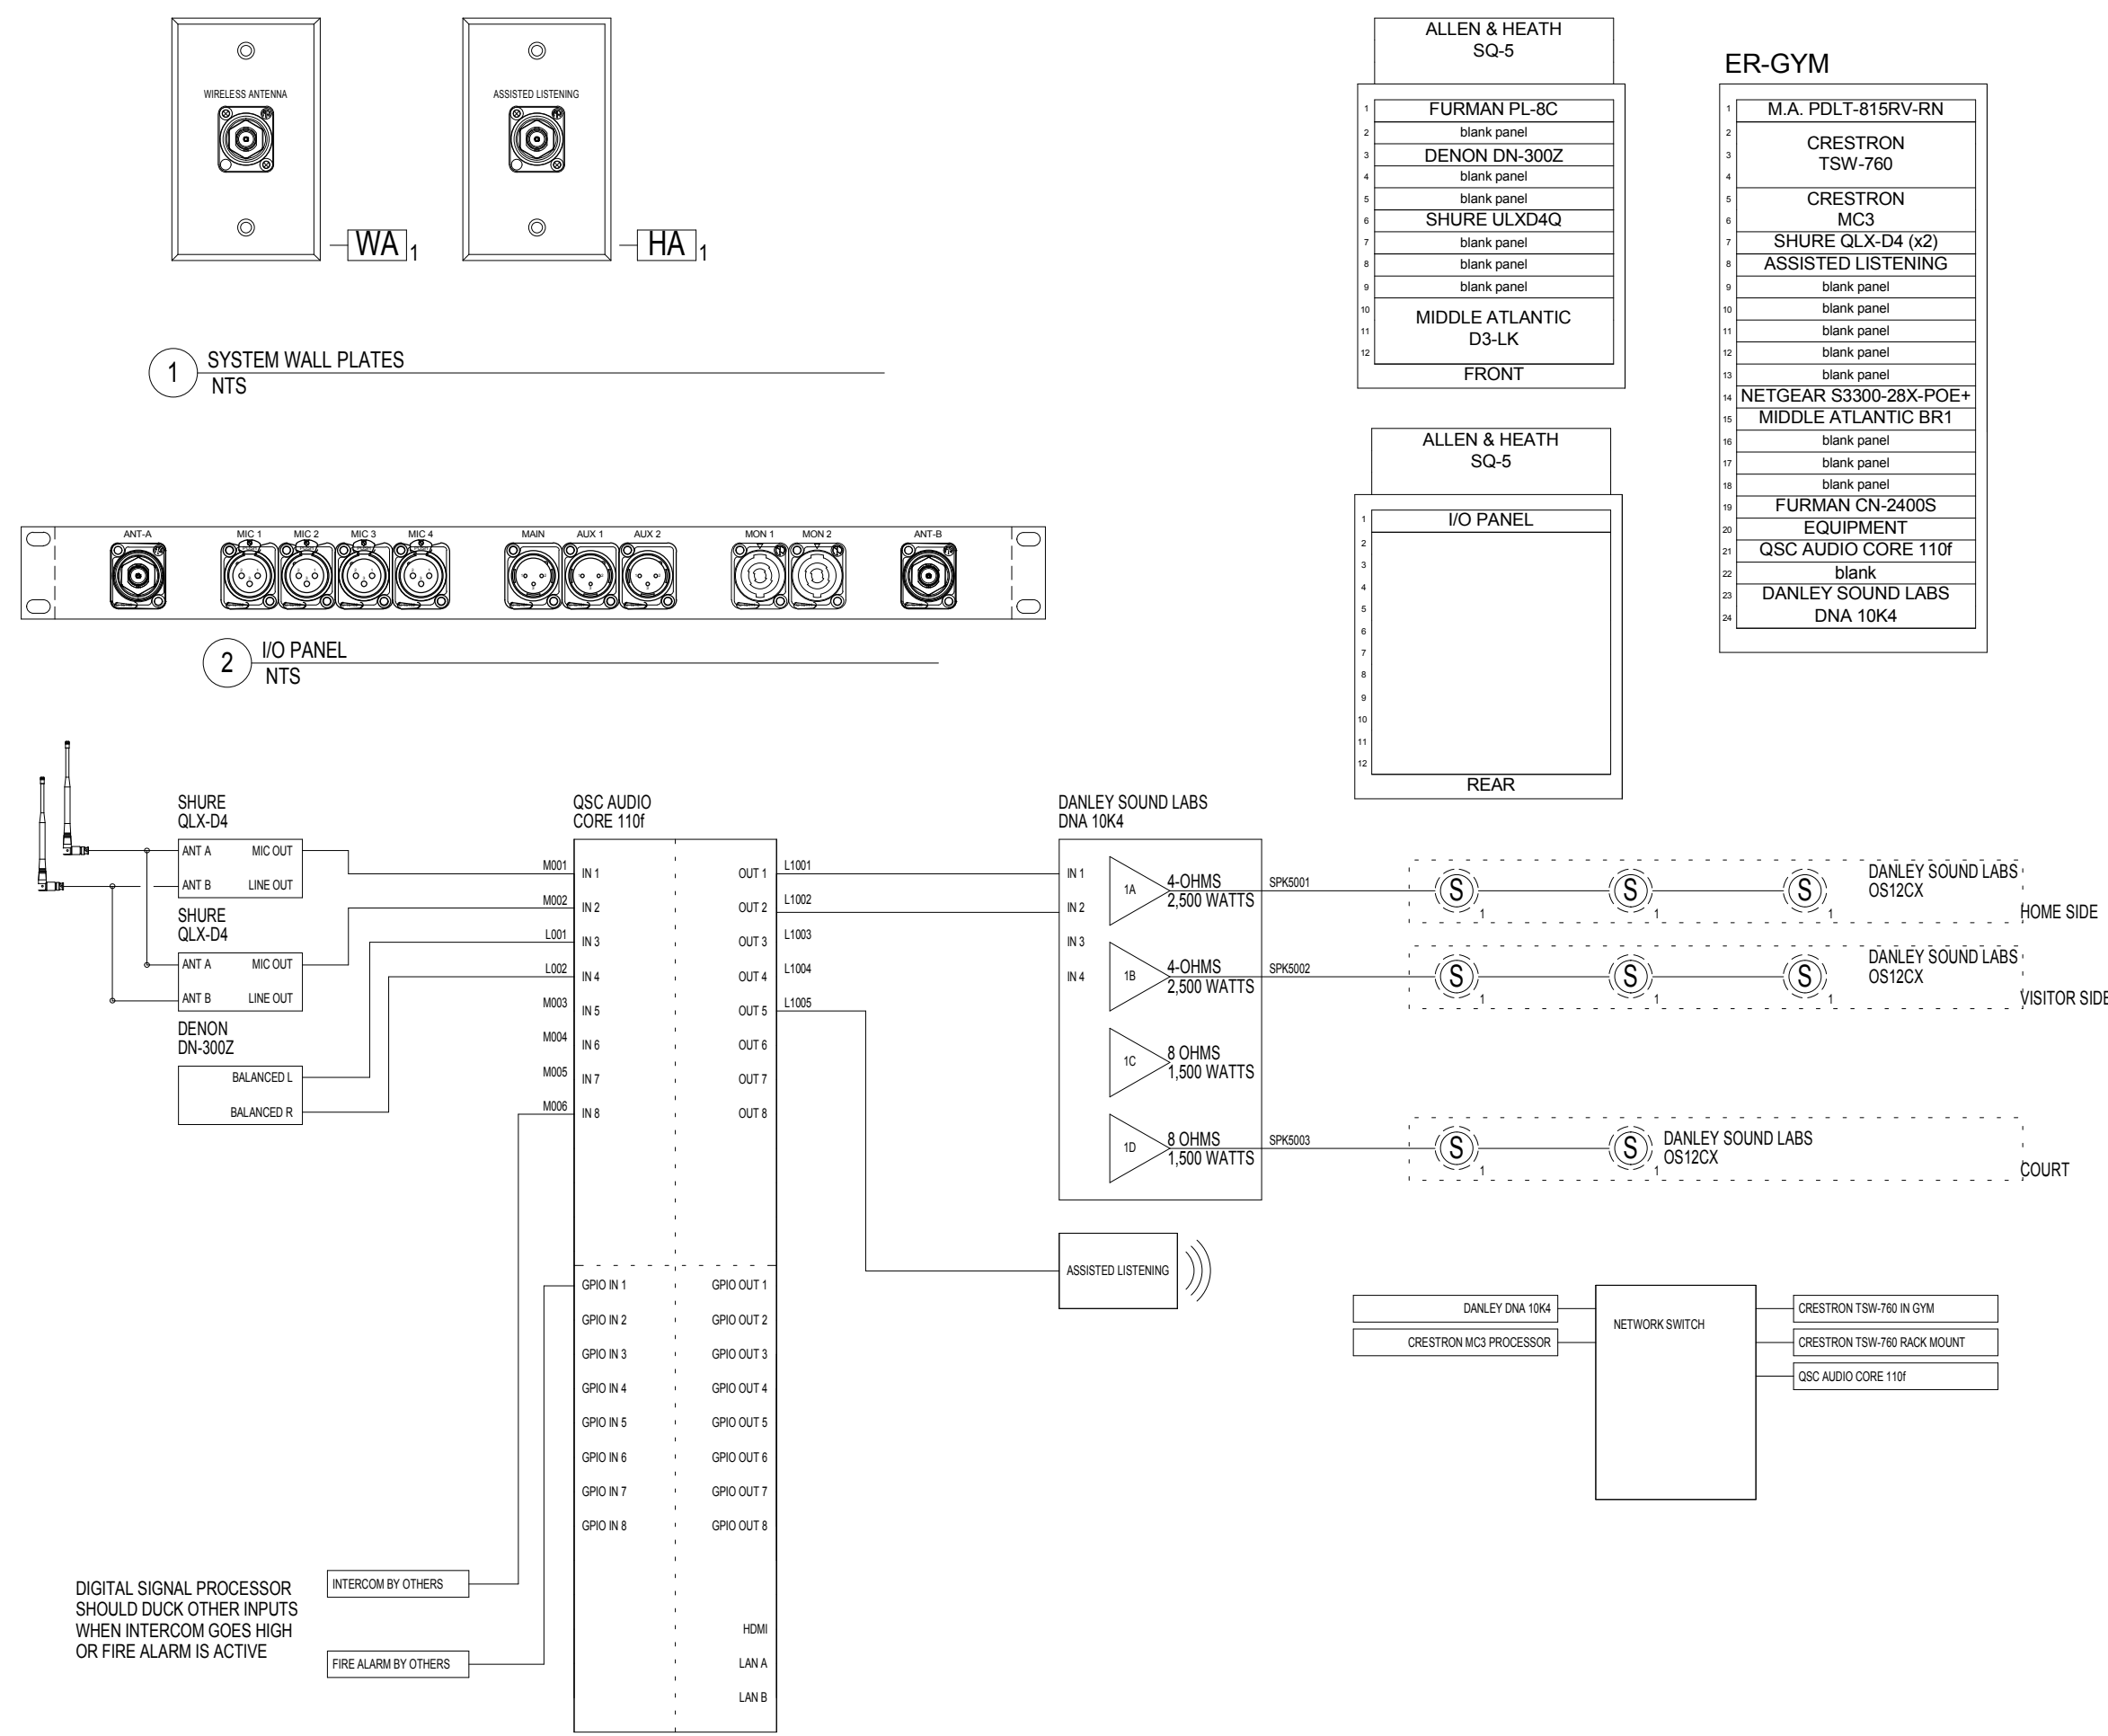 WIRELESS ANTENNA
WA 1
ASSISTED LISTENING
HA 1
1
SYSTEM WALL PLATES
NTS
ALLEN & HEATH
SQ-5
1 FURMAN PL-8C
2 blank panel
3 DENON DN-300Z
4 blank panel
5 blank panel
6 SHURE ULXD4Q
7 blank panel
8 blank panel
9 blank panel
10
MIDDLE ATLANTIC
11
D3-LK
12
FRONT
ER-GYM
1 M.A. PDLT-815RV-RN
2
CRESTRON
3
TSW-760
4
5 CRESTRON
6 MC3
7 SHURE QLX-D4 (x2)
8 ASSISTED LISTENING
9 blank panel
10 blank panel
11 blank panel
12 blank panel
13 blank panel
14 NETGEAR S3300-28X-POE+
15 MIDDLE ATLANTIC BR1
16 blank panel
17 blank panel
18 blank panel
19 FURMAN CN-2400S
20 EQUIPMENT
21 QSC AUDIO CORE 110f
22 blank
23 DANLEY SOUND LABS
24 DNA 10K4
ALLEN & HEATH
SQ-5
1 I/O PANEL
2
3
4
5
6
7
8
9
10
11
12
REAR
ANT-A MIC 1 MIC 2 MIC 3 MIC 4 MAIN AUX 1 AUX 2 MON 1 MON 2 ANT-B
2
I/O PANEL
NTS
SHURE
QLX-D4
ANT A MIC OUT
ANT B LINE OUT
SHURE
QLX-D4
ANT A MIC OUT
ANT B LINE OUT
DENON
DN-300Z
BALANCED L
BALANCED R
QSC AUDIO
CORE 110f
M001 IN 1 OUT 1 L1001
M002 IN 2 OUT 2 L1002
L001 IN 3 OUT 3 L1003
L002 IN 4 OUT 4 L1004
M003 IN 5 OUT 5 L1005
M004 IN 6 OUT 6
M005 IN 7 OUT 7
M006 IN 8 OUT 8
GPIO IN 1 GPIO OUT 1
GPIO IN 2 GPIO OUT 2
GPIO IN 3 GPIO OUT 3
GPIO IN 4 GPIO OUT 4
GPIO IN 5 GPIO OUT 5
GPIO IN 6 GPIO OUT 6
GPIO IN 7 GPIO OUT 7
GPIO IN 8 GPIO OUT 8
HDMI
LAN A
LAN B
DIGITAL SIGNAL PROCESSOR
SHOULD DUCK OTHER INPUTS
WHEN INTERCOM GOES HIGH
OR FIRE ALARM IS ACTIVE
INTERCOM BY OTHERS
FIRE ALARM BY OTHERS
DANLEY SOUND LABS
DNA 10K4
IN 1
IN 2
IN 3
IN 4
1A 4-OHMS
2,500 WATTS
SPK5001
S 1 S 1 S 1
DANLEY SOUND LABS
OS12CX
HOME SIDE
1B 4-OHMS
2,500 WATTS
SPK5002
S 1 S 1 S 1
DANLEY SOUND LABS
OS12CX
VISITOR SIDE
1C 8 OHMS
1,500 WATTS
1D 8 OHMS
1,500 WATTS
SPK5003
S 1 S 1
DANLEY SOUND LABS
OS12CX
COURT
ASSISTED LISTENING
DANLEY DNA 10K4
CRESTRON MC3 PROCESSOR
NETWORK SWITCH
CRESTRON TSW-760 IN GYM
CRESTRON TSW-760 RACK MOUNT
QSC AUDIO CORE 110f